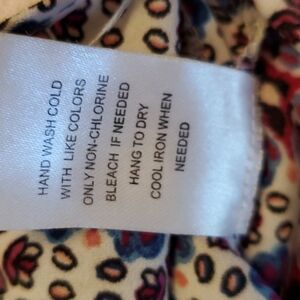 HAND WASH COLD
WITH LIKE COLORS
ONLY NON-CHLORINE
BLEACH IF NEEDED
HANG TO DRY
COOL IRON WHEN
NEEDED